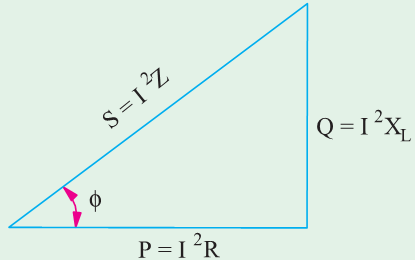 S = I²Z
Q = I²X_L
ϕ
P = I²R